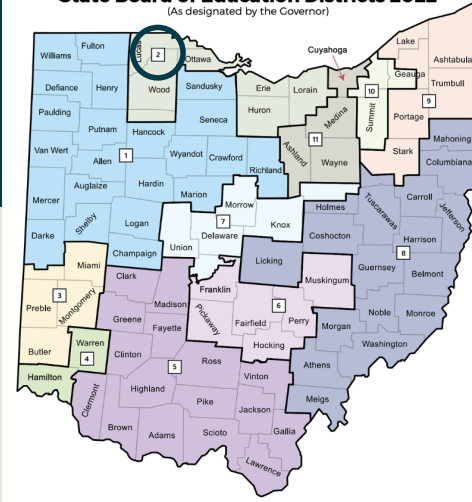 State Board of Education Districts 2022
(As designated by the Governor)
Cuyahoga
Lake
Ashtabula
Geauga
Trumbull
Williams
Fulton
Lucas
2
Ottawa
Defiance
Henry
Wood
Sandusky
Erie
Lorain
Medina
10
Summit
9
Portage
Paulding
Huron
Putnam
Hancock
Seneca
11
Ashland
Wayne
Stark
Mahoning
Columbiana
Van Wert
1
Allen
Wyandot
Crawford
Richland
Auglaize
Hardin
Marion
Mercer
Morrow
Holmes
Tuscarawas
Carroll
Jefferson
Shelby
Logan
7
Knox
Darke
Delaware
Coshocton
Harrison
Union
8
Champaign
Licking
Guernsey
Belmont
Miami
Clark
Franklin
Muskingum
3
Preble
Montgomery
Madison
Pickaway
6
Fairfield
Perry
Noble
Monroe
Greene
Fayette
Morgan
Warren
Hocking
Washington
Butler
4
Clinton
Ross
Athens
Hamilton
5
Vinton
Highland
Meigs
Clermont
Pike
Jackson
Brown
Adams
Scioto
Gallia
Lawrence